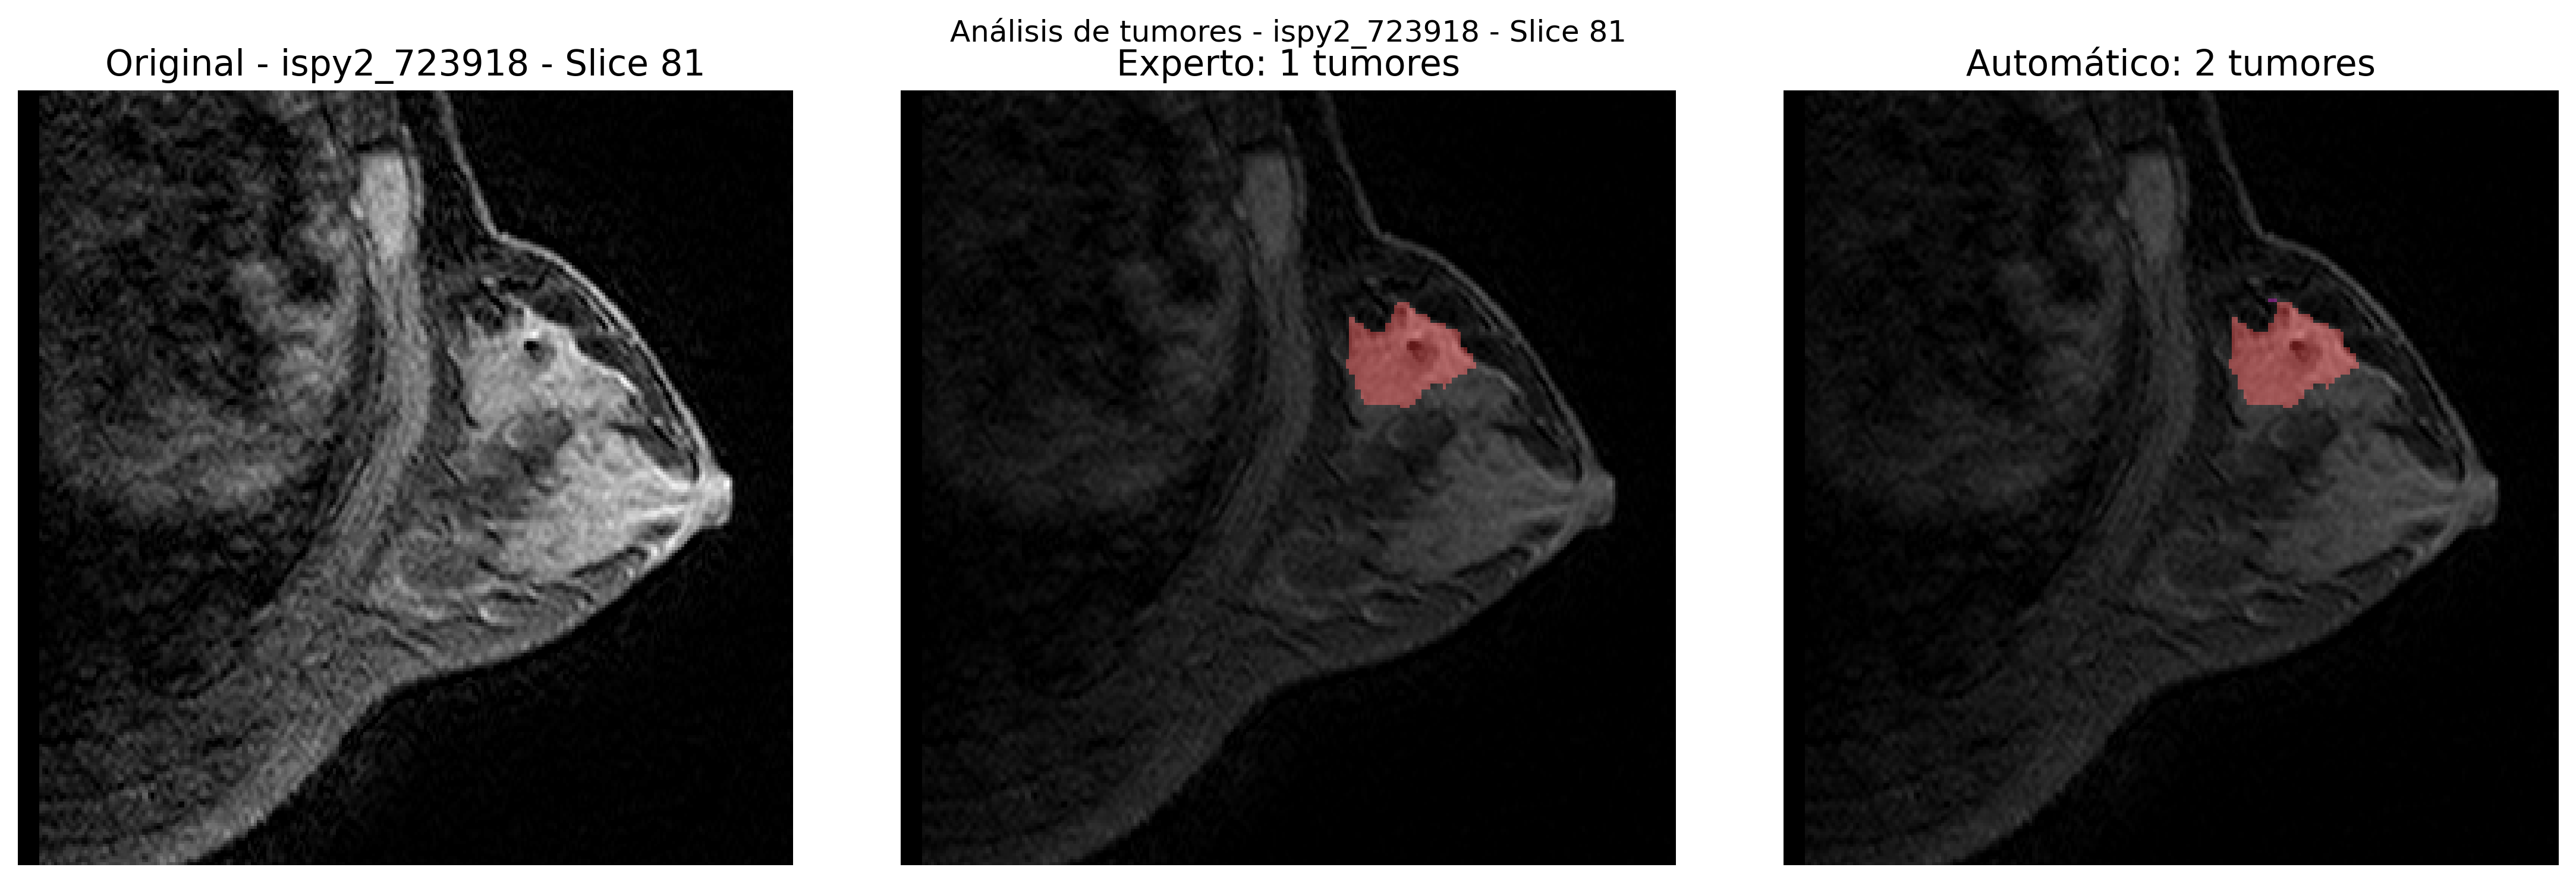 Análisis de tumores - ispy2_723918 - Slice 81
Original - ispy2_723918 - Slice 81
Experto: 1 tumores
Automático: 2 tumores